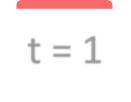 t = 1